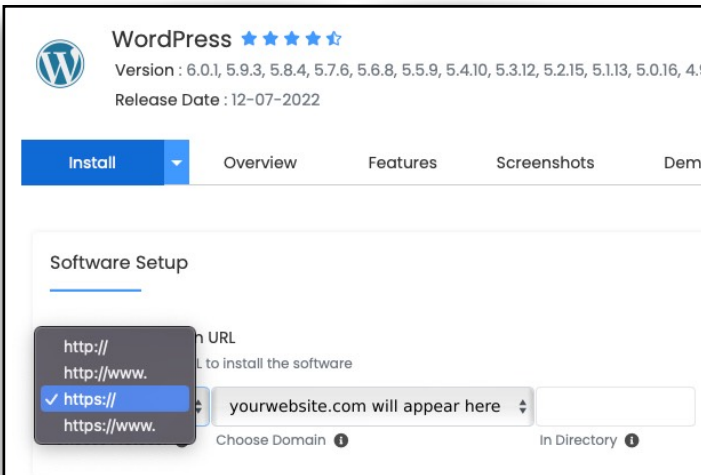 WordPress
Version : 6.0.1, 5.9.3, 5.8.4, 5.7.6, 5.6.8, 5.5.9, 5.4.10, 5.3.12, 5.2.15, 5.1.13, 5.0.16, 4.9
Release Date : 12-07-2022
Install Overview Features Screenshots Dem
Software Setup
http://
http://www.
✓ https://
https://www.
URL
to install the software
yourwebsite.com will appear here
Choose Domain
In Directory